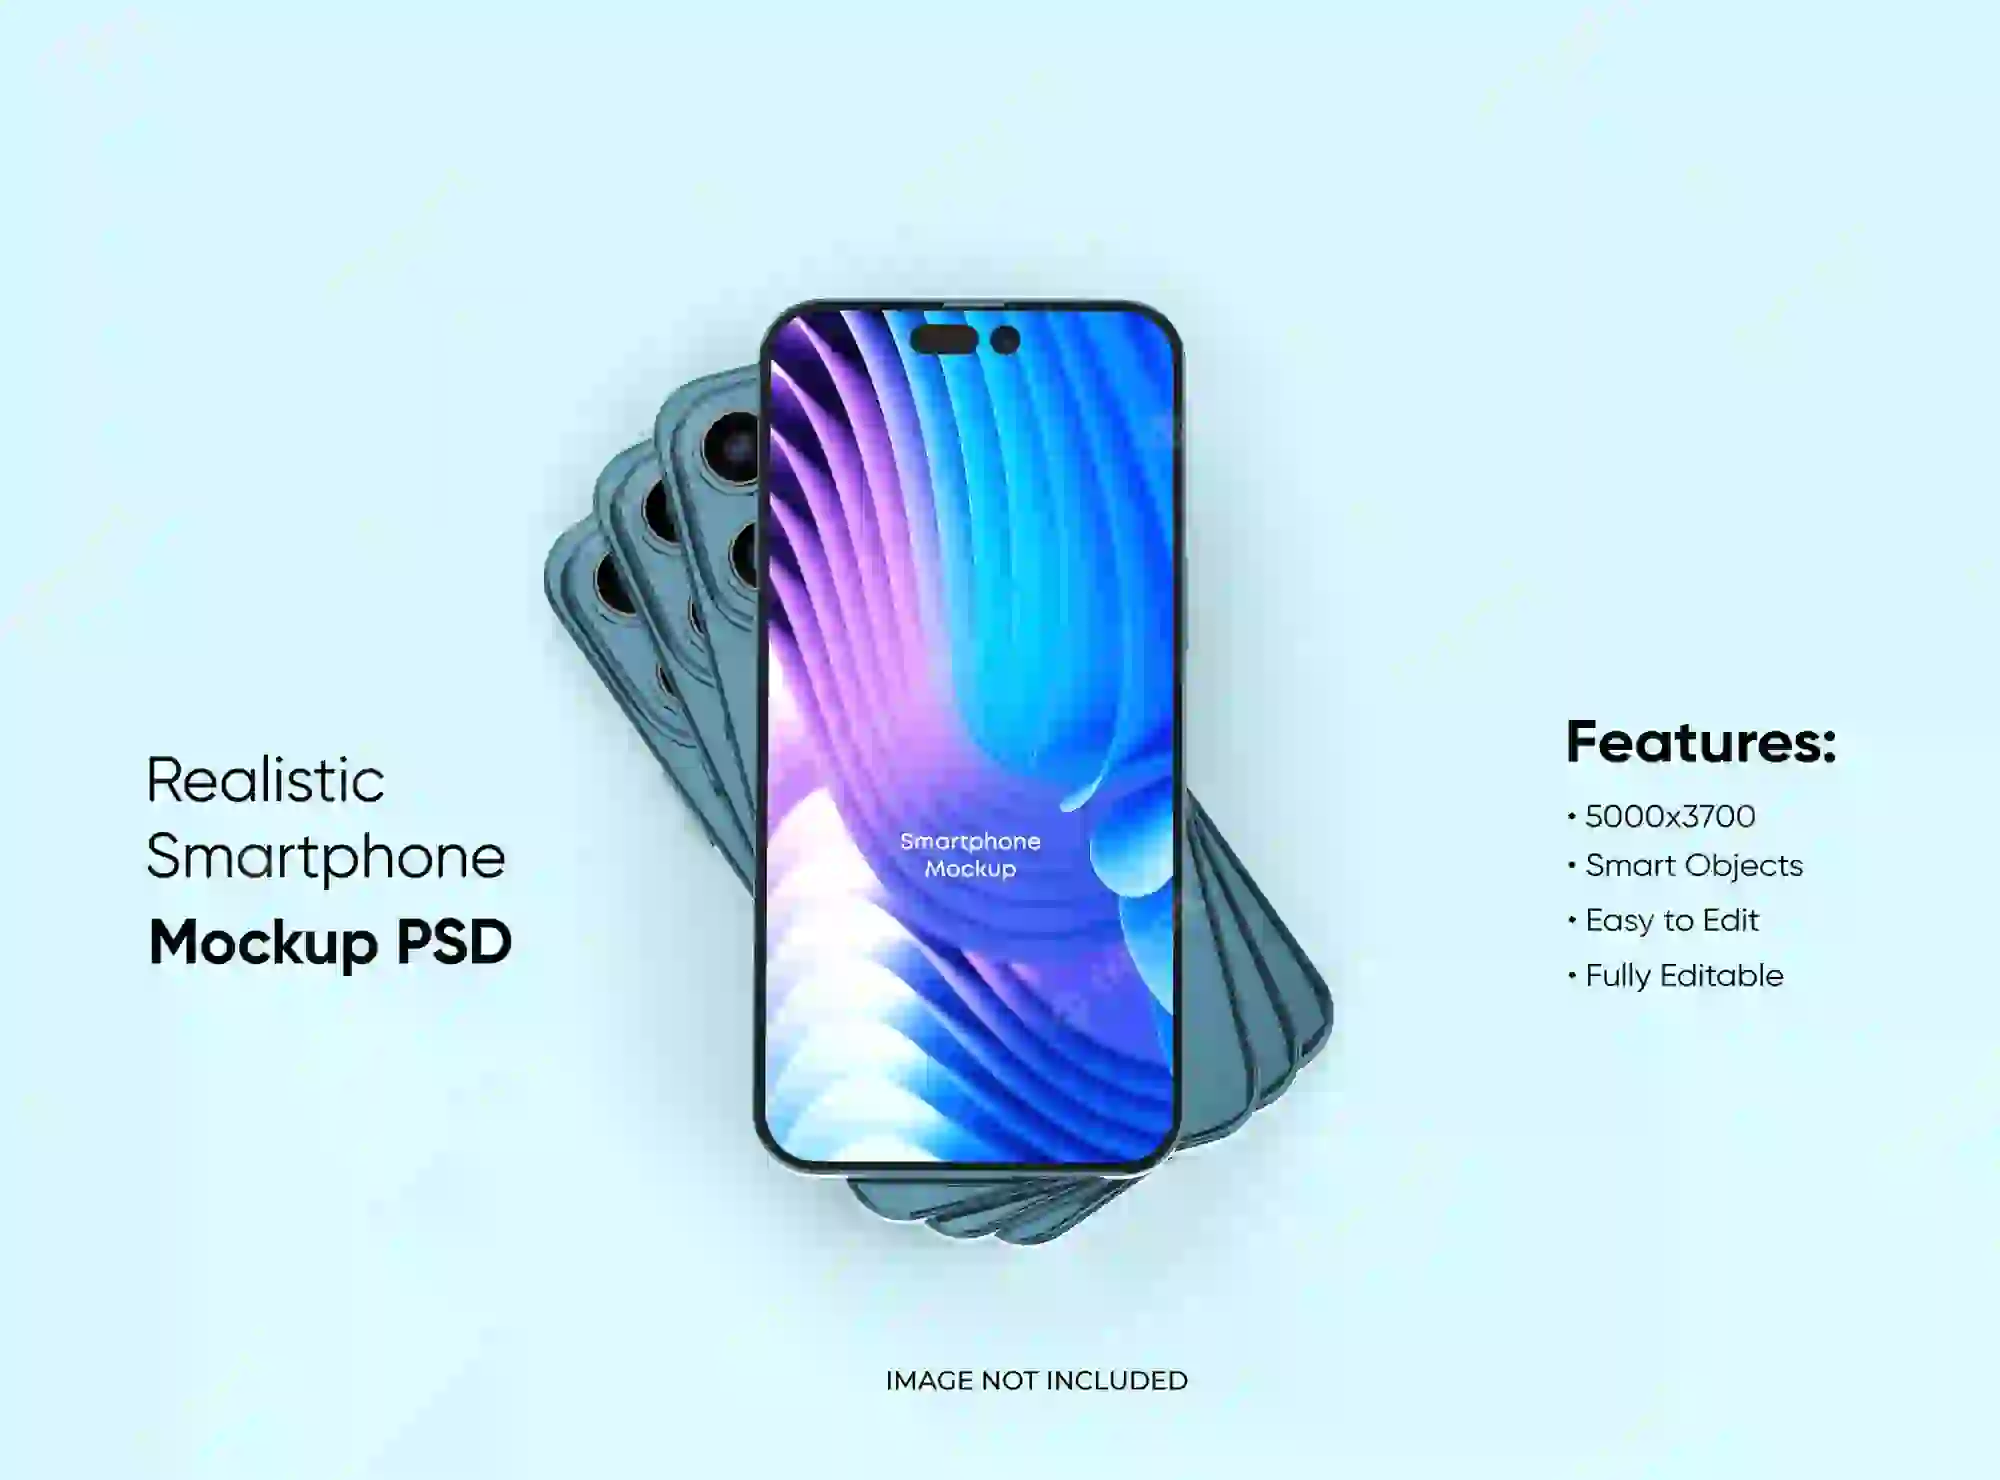 Realistic
Smartphone
Mockup PSD
Smartphone
Mockup
Features:
• 5000x3700
• Smart Objects
• Easy to Edit
• Fully Editable
IMAGE NOT INCLUDED